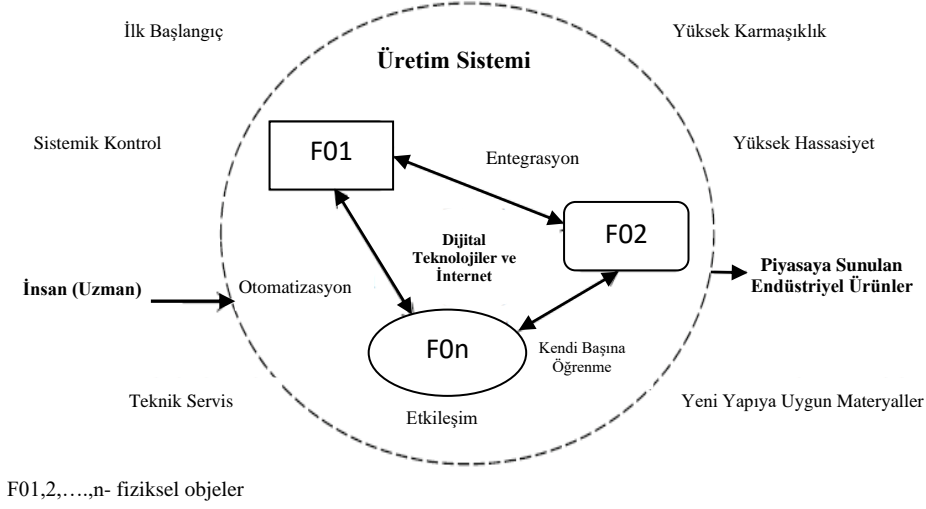 İlk Başlangıç
Yüksek Karmaşıklık
Üretim Sistemi
Sistemik Kontrol
F01
Entegrasyon
Yüksek Hassasiyet
F02
Dijital
Teknolojiler ve
İnternet
İnsan (Uzman)
Otomatizasyon
Piyasaya Sunulan
Endüstriyel Ürünler
F0n
Kendi Başına
Öğrenme
Teknik Servis
Etkileşim
Yeni Yapıya Uygun Materyaller
F01,2,….,n- fiziksel objeler